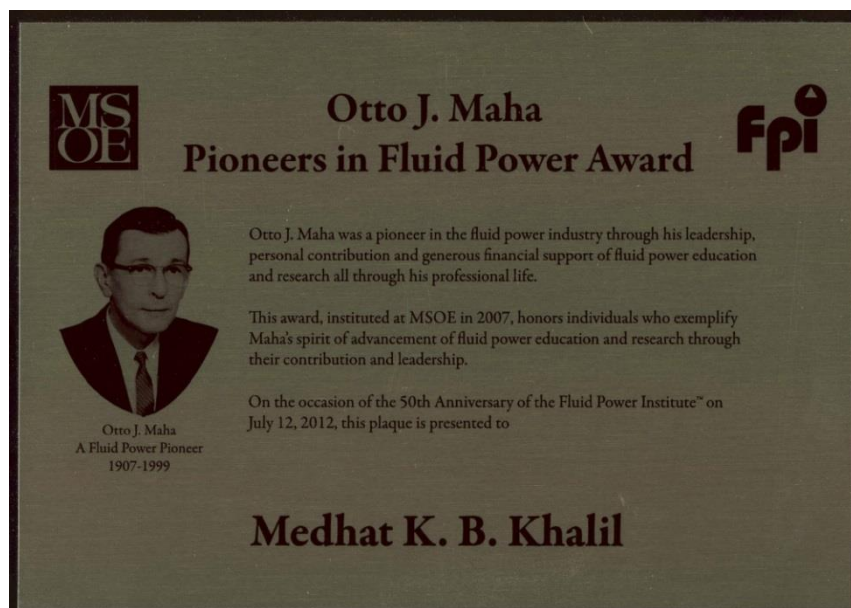 MS
OE
Otto J. Maha
Pioneers in Fluid Power Award
Fpi
Otto J. Maha was a pioneer in the fluid power industry through his leadership,
personal contribution and generous financial support of fluid power education
and research all through his professional life.
This award, instituted at MSOE in 2007, honors individuals who exemplify
Maha's spirit of advancement of fluid power education and research through
their contribution and leadership.
On the occasion of the 50th Anniversary of the Fluid Power Institute™ on
July 12, 2012, this plaque is presented to
Otto J. Maha
A Fluid Power Pioneer
1907-1999
Medhat K. B. Khalil